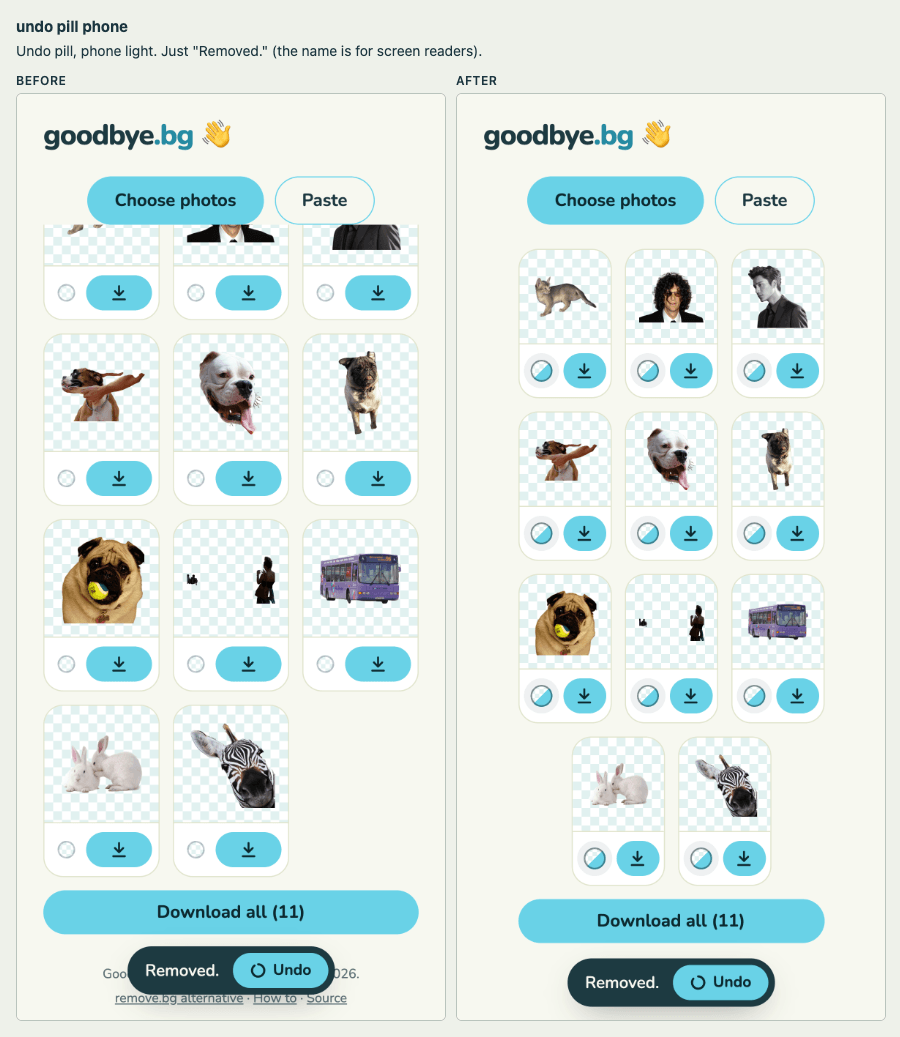 undo pill phone
Undo pill, phone light. Just "Removed." (the name is for screen readers).
BEFORE
AFTER
goodbye.bg
Choose photos
Paste
Download all (11)
Goo
026.
Removed.
Undo
remove.bg alternative · How to · Source
goodbye.bg
Choose photos
Paste
Download all (11)
Removed.
Undo